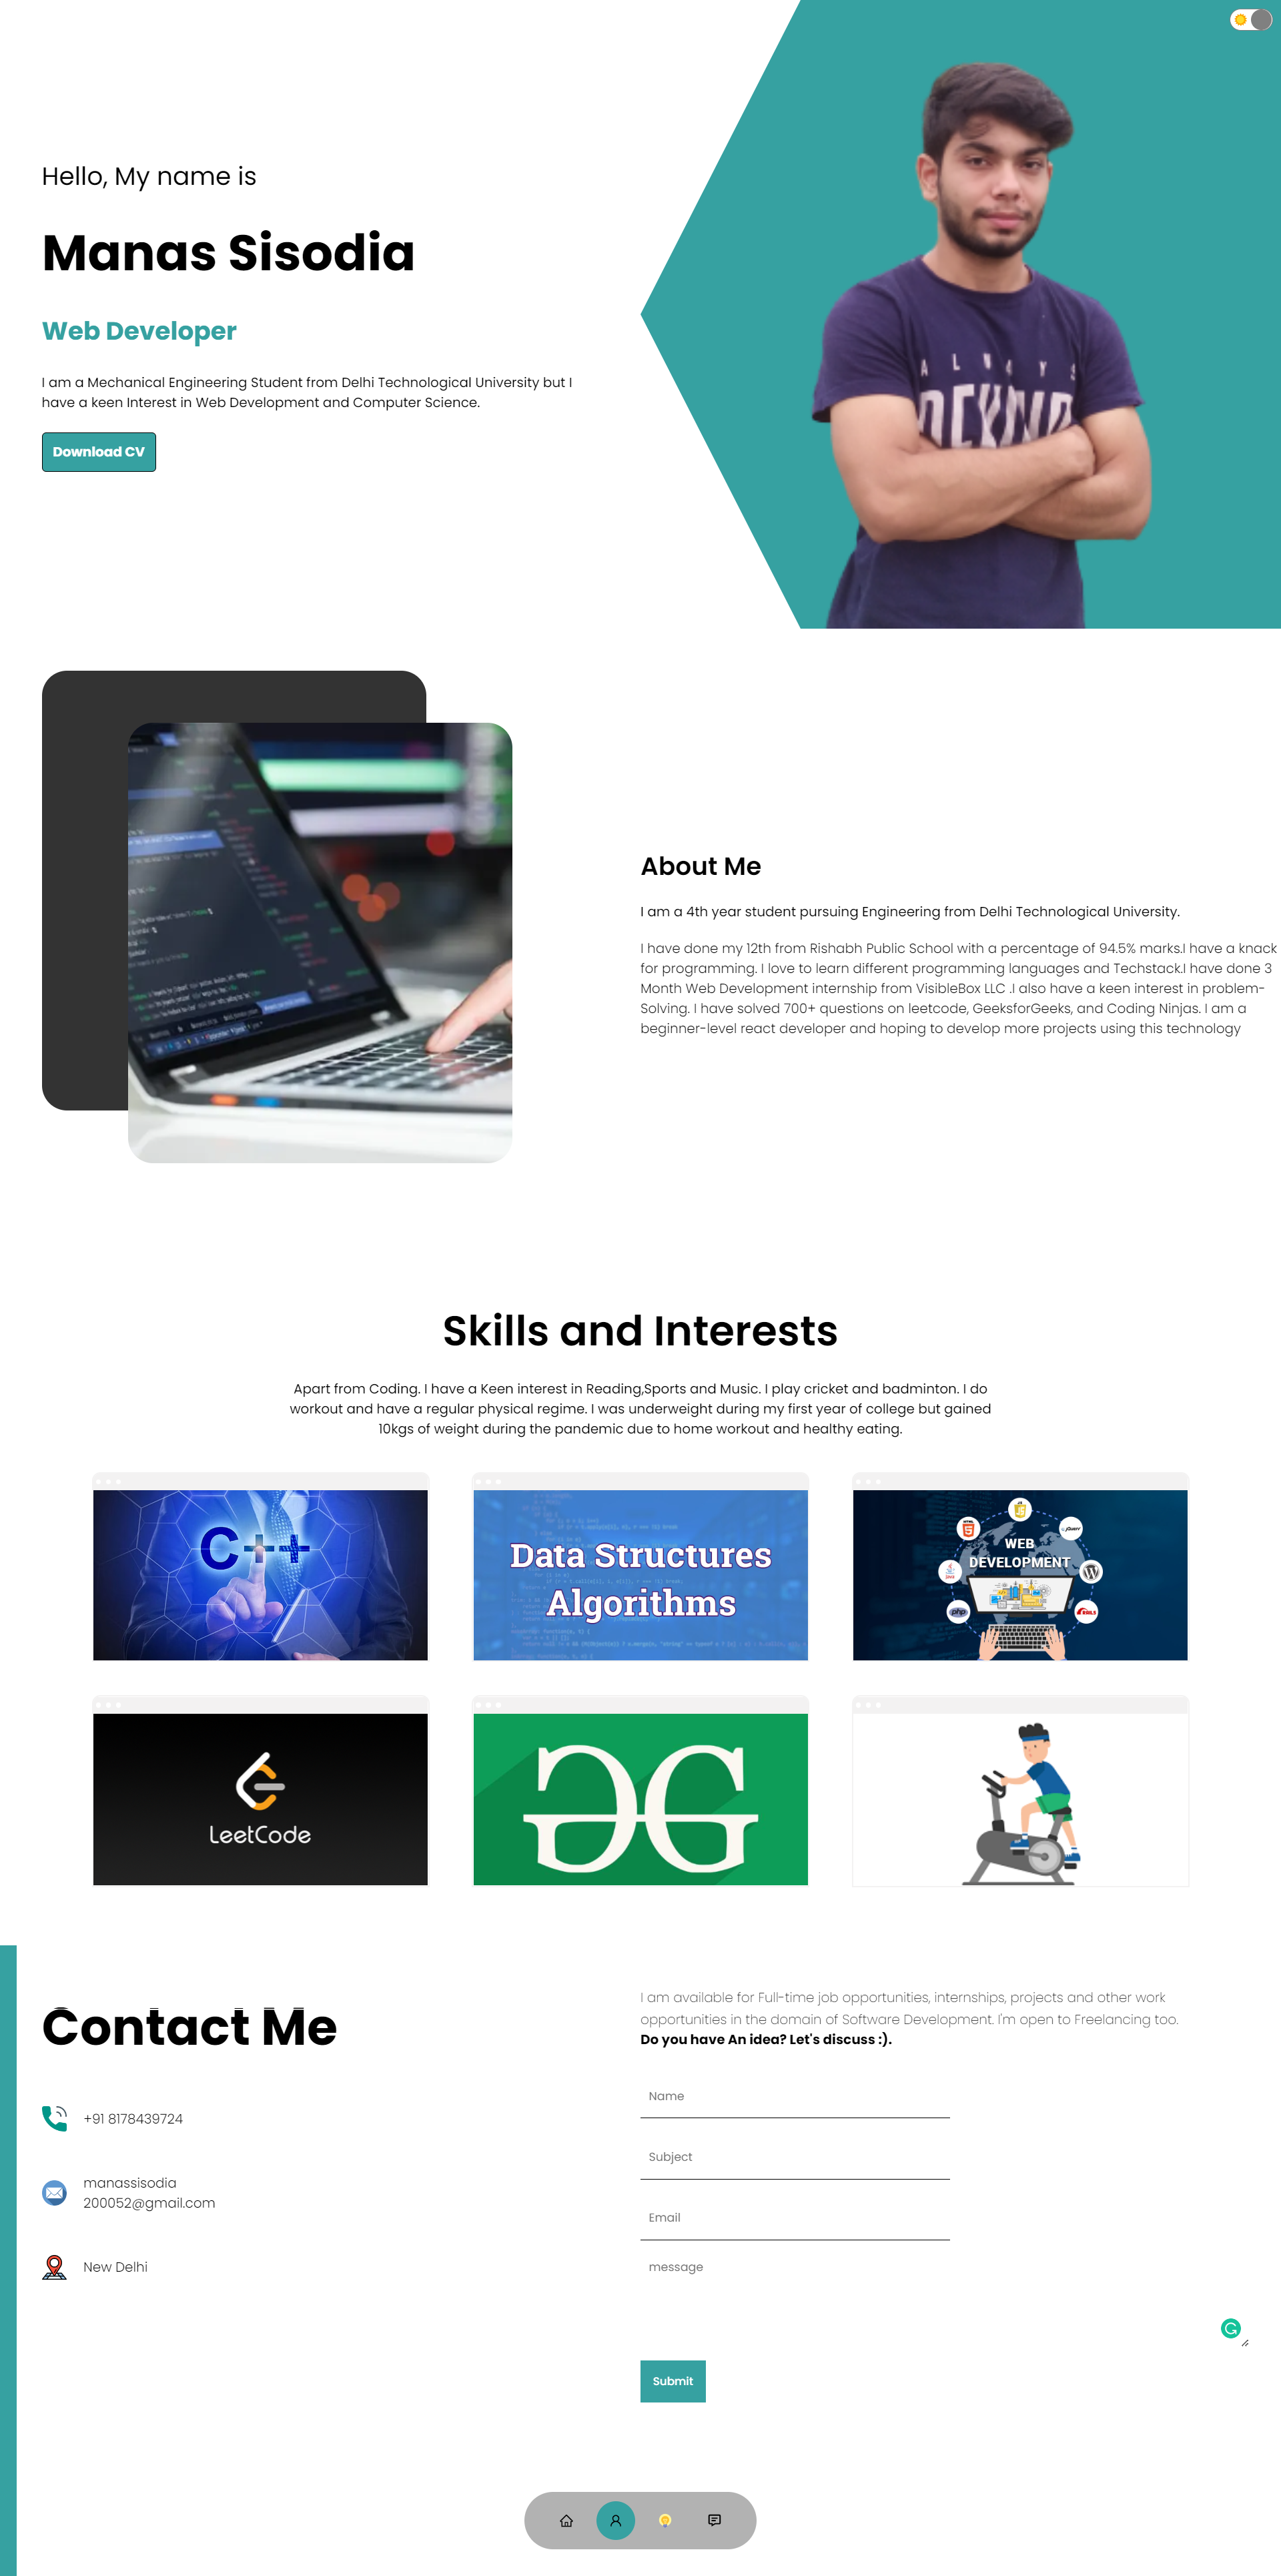 Hello, My name is
Manas Sisodia
Web Developer
I am a Mechanical Engineering Student from Delhi Technological University but I
have a keen Interest in Web Development and Computer Science.
Download CV
ALWAYS
About Me
I am a 4th year student pursuing Engineering from Delhi Technological University.
I have done my 12th from Rishabh Public School with a percentage of 94.5% marks.I have a knack
for programming. I love to learn different programming languages and Techstack.I have done 3
Month Web Development internship from VisibleBox LLC .I also have a keen interest in problem-
Solving. I have solved 700+ questions on leetcode, GeeksforGeeks, and Coding Ninjas. I am a
beginner-level react developer and hoping to develop more projects using this technology
Skills and Interests
Apart from Coding. I have a Keen interest in Reading,Sports and Music. I play cricket and badminton. I do
workout and have a regular physical regime. I was underweight during my first year of college but gained
10kgs of weight during the pandemic due to home workout and healthy eating.
C++
Data Structures
Algorithms
HTML
jQuery
WEB
DEVELOPMENT
Java
php
RAILS
LeetCode
GG
Contact Me
I am available for Full-time job opportunities, internships, projects and other work
opportunities in the domain of Software Development. I'm open to Freelancing too.
Do you have An idea? Let's discuss :).
+91 8178439724
manassisodia
200052@gmail.com
New Delhi
Name
Subject
Email
message
Submit